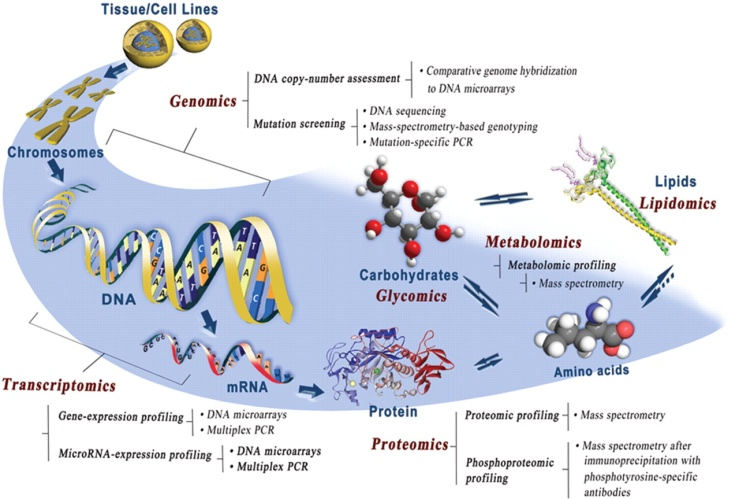 Tissue/Cell Lines
DNA copy-number assessment
• Comparative genome hybridization
to DNA microarrays
Genomics
Mutation screening
• DNA sequencing
• Mass-spectrometry-based genotyping
• Mutation-specific PCR
Chromosomes
Lipids
Lipidomics
Metabolomics
Metabolomic profiling
• Mass spectrometry
Carbohydrates
Glycomics
DNA
Amino acids
mRNA
Protein
Transcriptomics
Gene-expression profiling
• DNA microarrays
• Multiplex PCR
MicroRNA-expression profiling
• DNA microarrays
• Multiplex PCR
Proteomics
Proteomic profiling
• Mass spectrometry
Phosphoproteomic
profiling
• Mass spectrometry after
immunoprecipitation with
phosphotyrosine-specific
antibodies